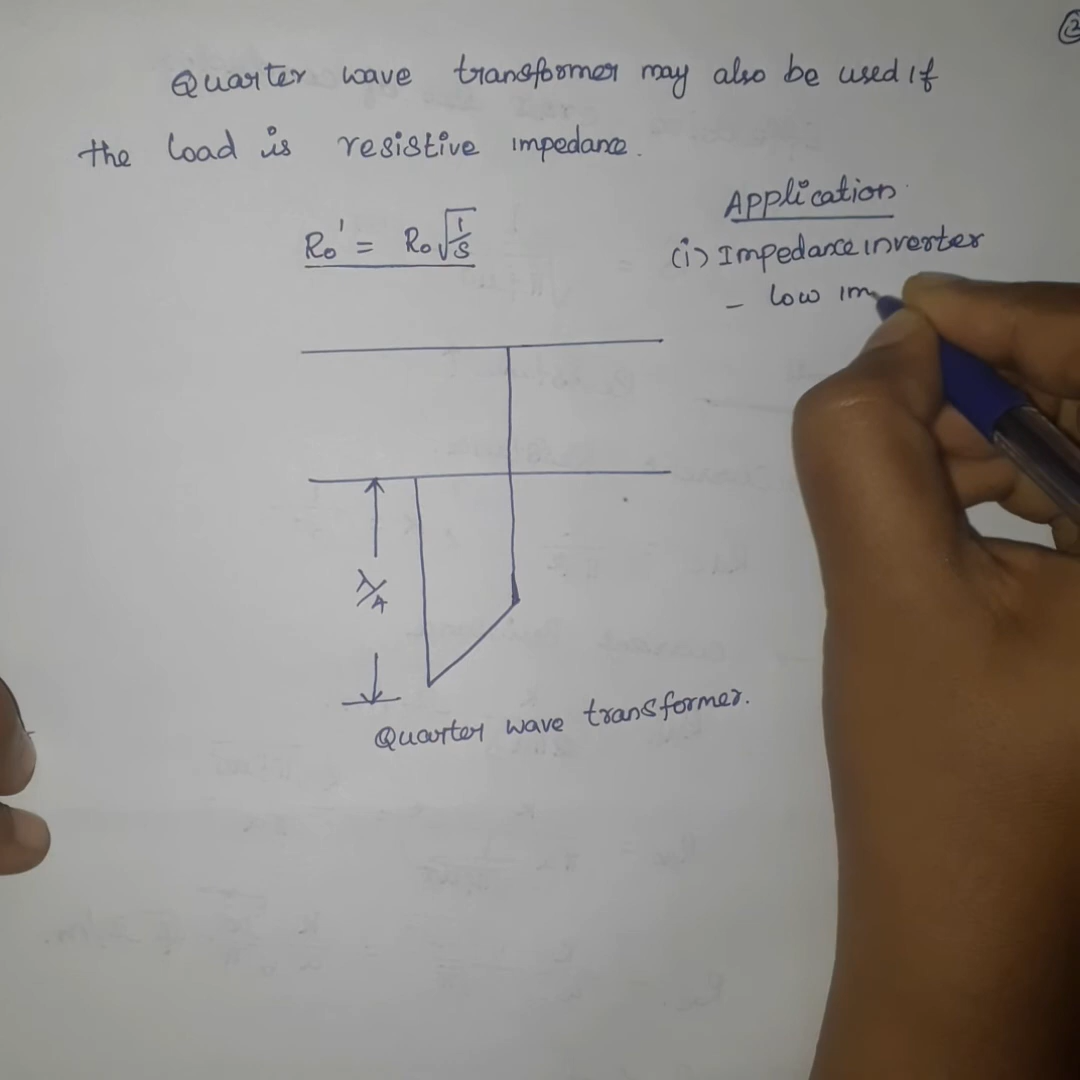 ②
Quarter wave transformer may also be used if
the load is resistive impedance.
Ro' = Ro√1/S
Application
(i) Impedance inverter
- low im
λ/4
Quarter wave transformer.